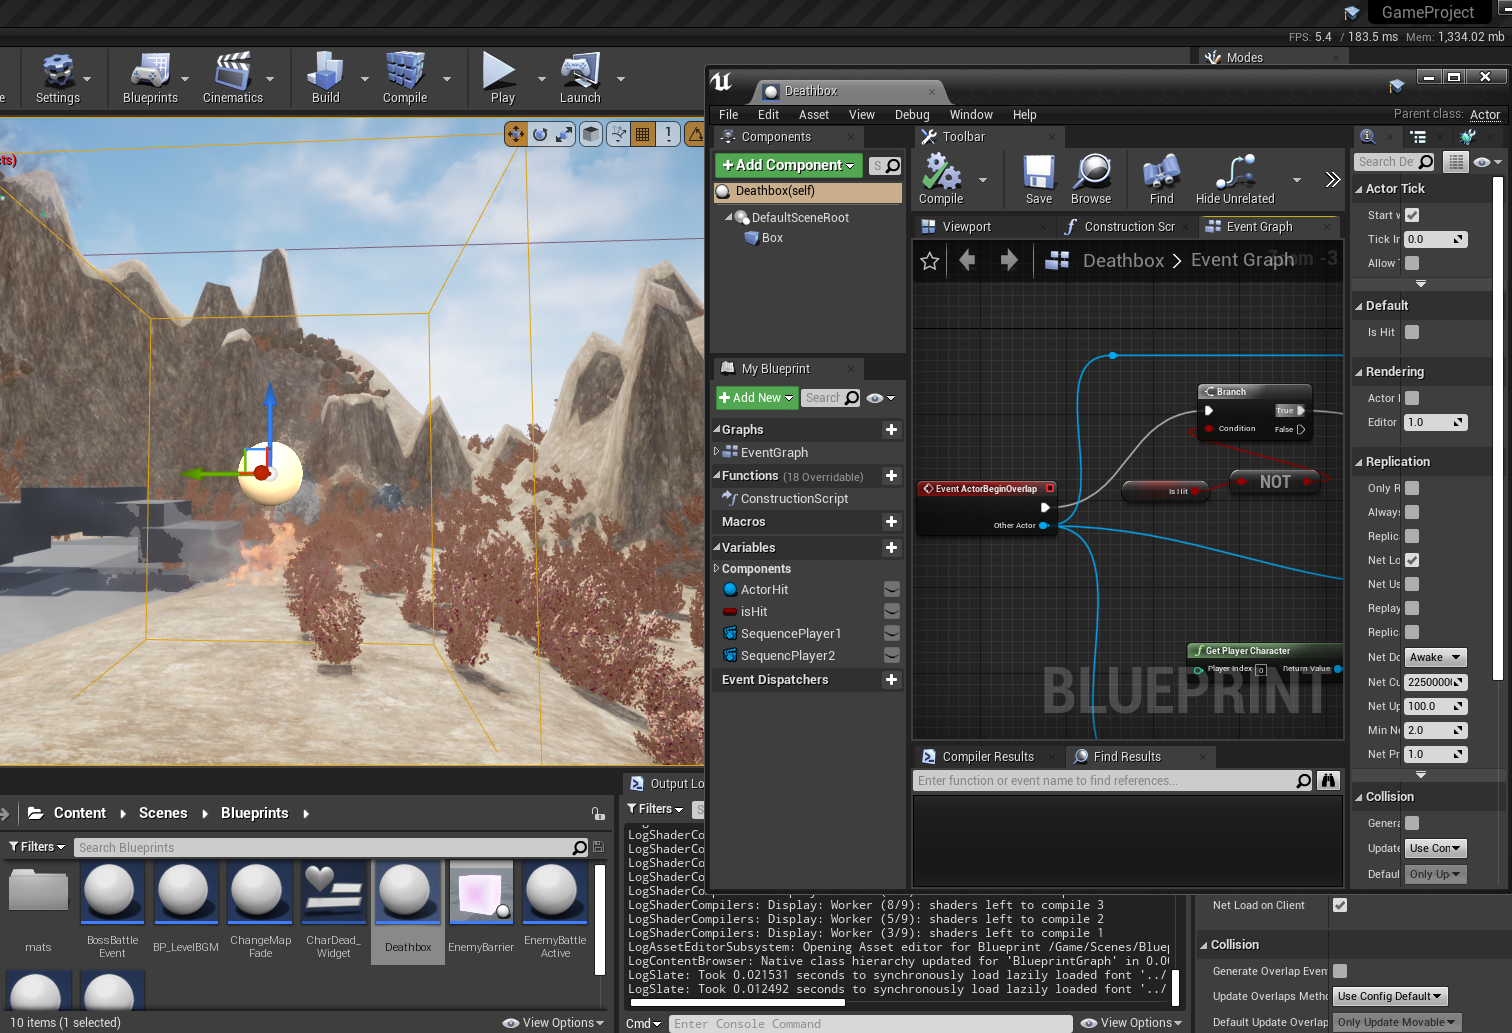 GameProject
FPS: 5.4 / 183.5 ms Mem: 1,334.02 mb
Settings
Blueprints
Cinematics
Build
Compile
Play
Launch
Modes
1
Deathbox
File Edit Asset View Debug Window Help
Parent class: Actor
Components
+ Add Component
Deathbox(self)
DefaultSceneRoot
Box
Toolbar
Compile
Save
Browse
Find
Hide Unrelated
Viewport
Construction Scr
Event Graph
Deathbox > Event Graph
-3
My Blueprint
+ Add New
Search
Graphs
EventGraph
Functions (18 Overridable)
ConstructionScript
Macros
Variables
Components
ActorHit
isHit
SequencePlayer1
SequencPlayer2
Event Dispatchers
Branch
True
Condition
False
Is Hit
NOT
Event ActorBeginOverlap
Other Actor
Get Player Character
Player Index 0 Return Value
BLUEPRINT
Compiler Results
Find Results
Enter function or event name to find references...
Search De
Actor Tick
Start w
Tick Ir 0.0
Allow
Default
Is Hit
Rendering
Actor
Editor 1.0
Replication
Only R
Always
Replic
Net Lo
Net Us
Replay
Replic
Net Do Awake
Net Cu 2250000
Net Up 100.0
Min Ne 2.0
Net Pr 1.0
Collision
Genera
Update Use Con
Defaul Only Up
Net Load on Client
Collision
Generate Overlap Even
Update Overlaps Metho Use Config Default
Default Update Overlap Only Update Movable
Content Scenes Blueprints
Filters
Search Blueprints
mats
BossBattle
Event
BP_LevelBGM
ChangeMap
Fade
CharDead_
Widget
Deathbox
EnemyBarrier
EnemyBattle
Active
10 items (1 selected)
View Options
Output Lo
Filters
LogShaderCo
LogShaderCo
LogShaderCo
LogShaderCo
LogShaderCo
LogShaderCompilers: Display: Worker (8/9): shaders left to compile 3
LogShaderCompilers: Display: Worker (5/9): shaders left to compile 2
LogShaderCompilers: Display: Worker (3/9): shaders left to compile 1
LogAssetEditorSubsystem: Opening Asset editor for Blueprint /Game/Scenes/Bluep
LogContentBrowser: Native class hierarchy updated for 'BlueprintGraph' in 0.00
LogSlate: Took 0.021531 seconds to synchronously load lazily loaded font '../
LogSlate: Took 0.012492 seconds to synchronously load lazily loaded font '../
Cmd
Enter Console Command
View Options